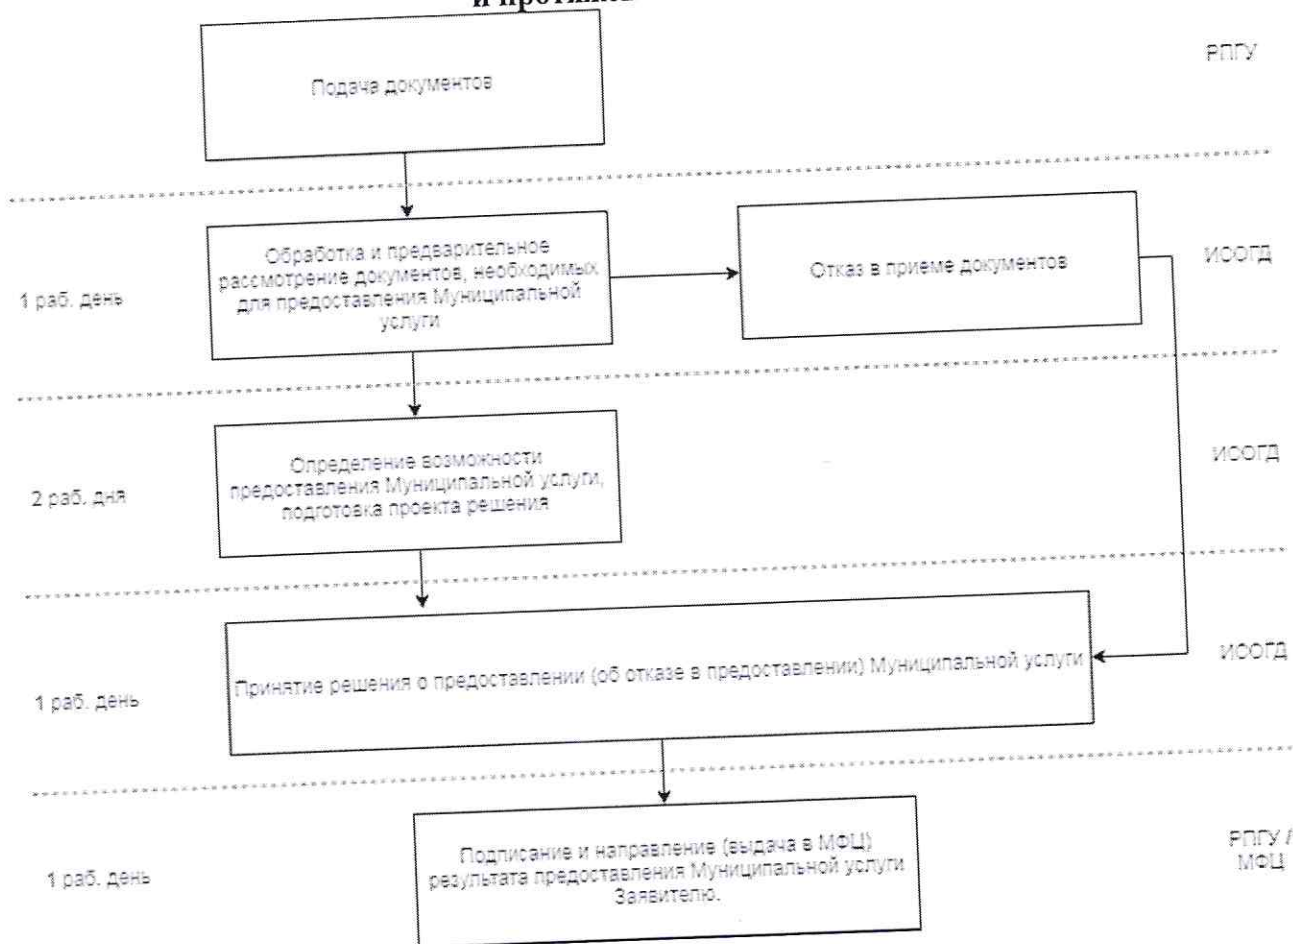 Подача документов
РПГУ
1 раб. день
Обработка и предварительное
рассмотрение документов, необходимых
для предоставления Муниципальной
услуги
Отказ в приеме документов
ИСОГД
2 раб. дня
Определение возможности
предоставления Муниципальной услуги,
подготовка проекта решения
ИСОГД
1 раб. день
Принятие решения о предоставлении (об отказе в предоставлении) Муниципальной услуги
ИСОГД
1 раб. день
Подписание и направление (выдача в МФЦ)
результата предоставления Муниципальной услуги
Заявителю.
РПГУ /
МФЦ